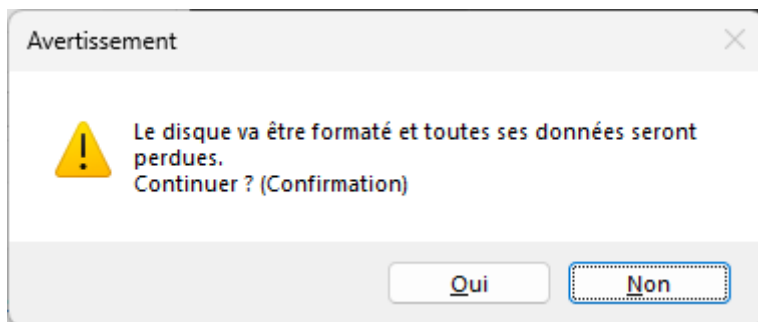 Avertissement
Le disque va être formaté et toutes ses données seront
perdues.
Continuer ? (Confirmation)
Oui
Non